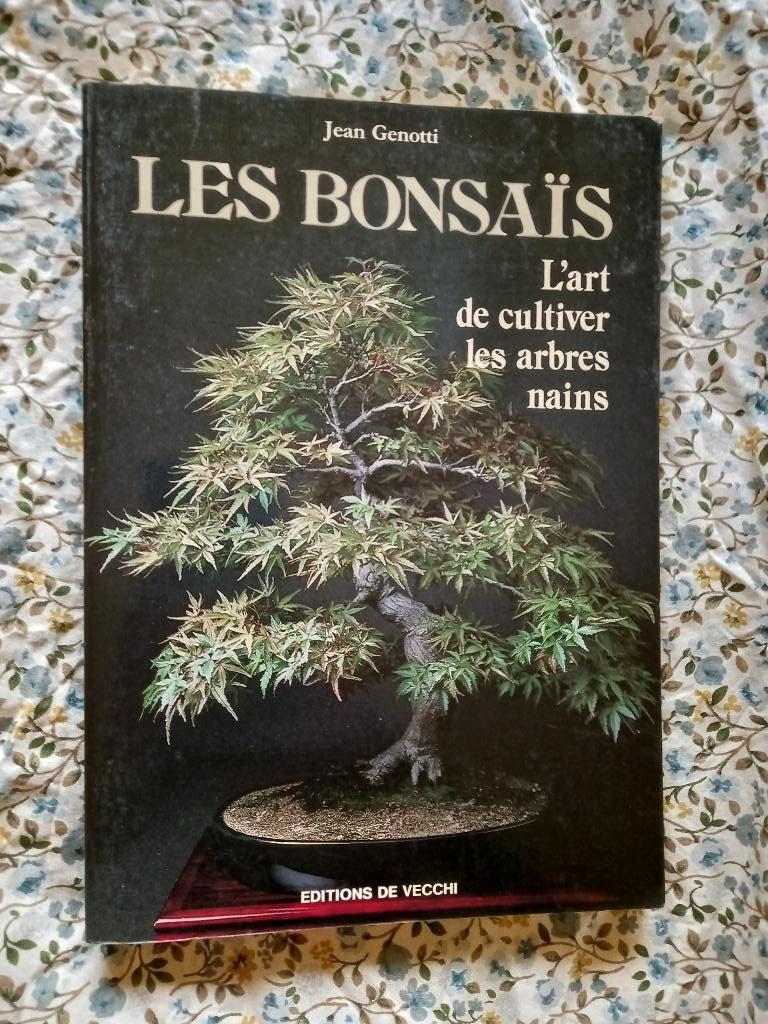 Jean Genotti
LES BONSAÏS
L'art
de cultiver
les arbres
nains
EDITIONS DE VECCHI